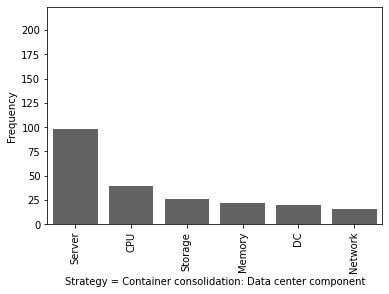 200
175
150
125
100
75
50
25
0
Frequency
Server
CPU
Storage
Memory
DC
Network
Strategy = Container consolidation: Data center component